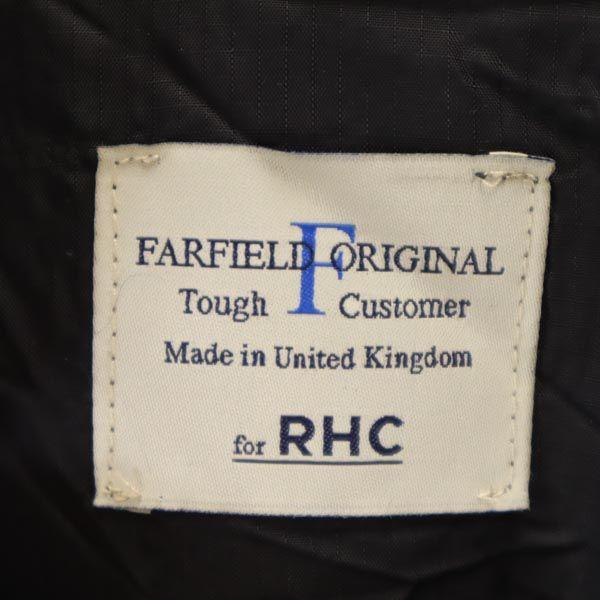 F
FARFIELD ORIGINAL
Tough Customer
Made in United Kingdom
for RHC